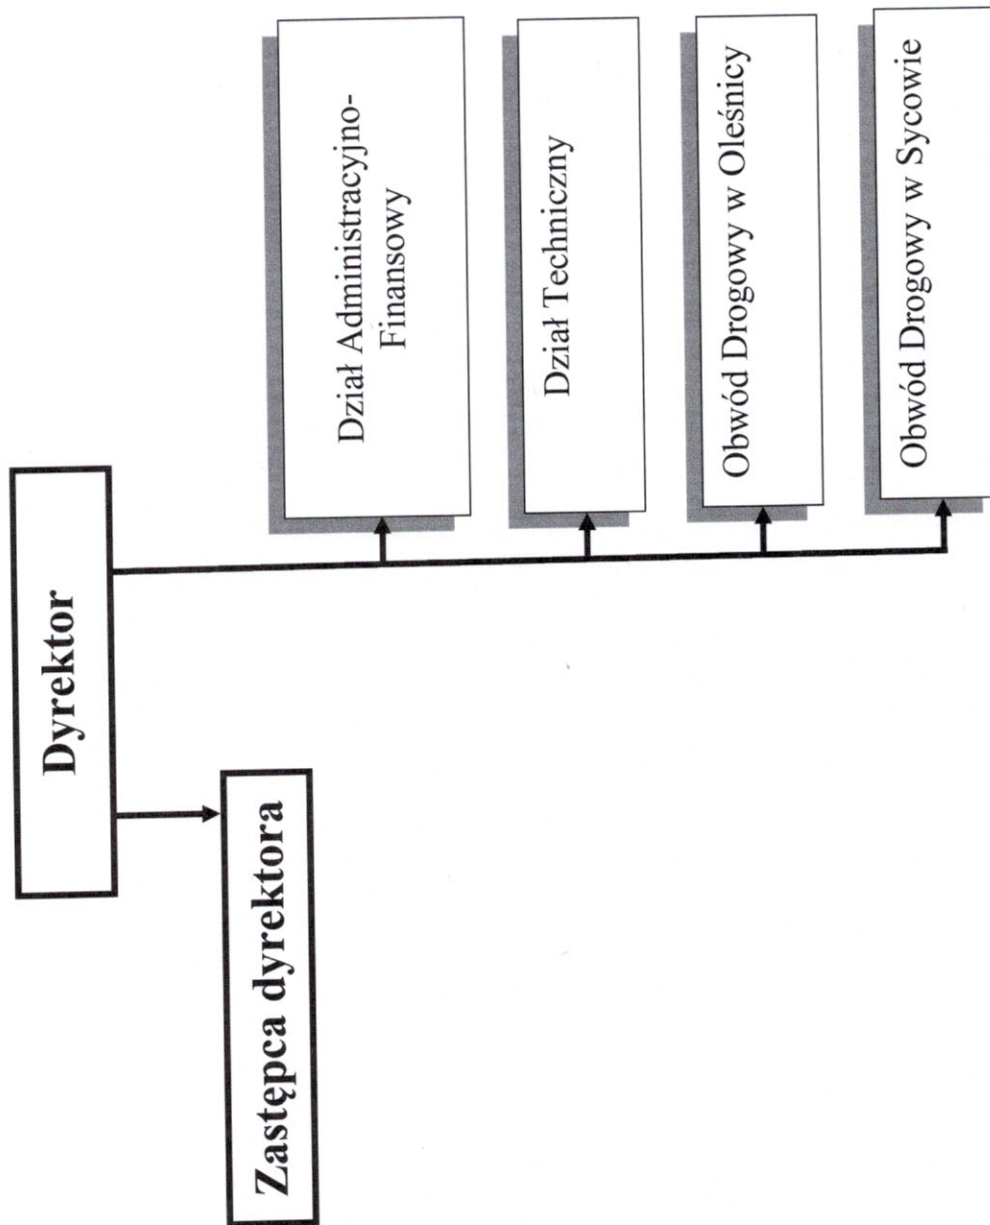 Dyrektor
Zastępca dyrektora
Dział Administracyjno-
Finansowy
Dział Techniczny
Obwód Drogowy w Oleśnicy
Obwód Drogowy w Sycowie